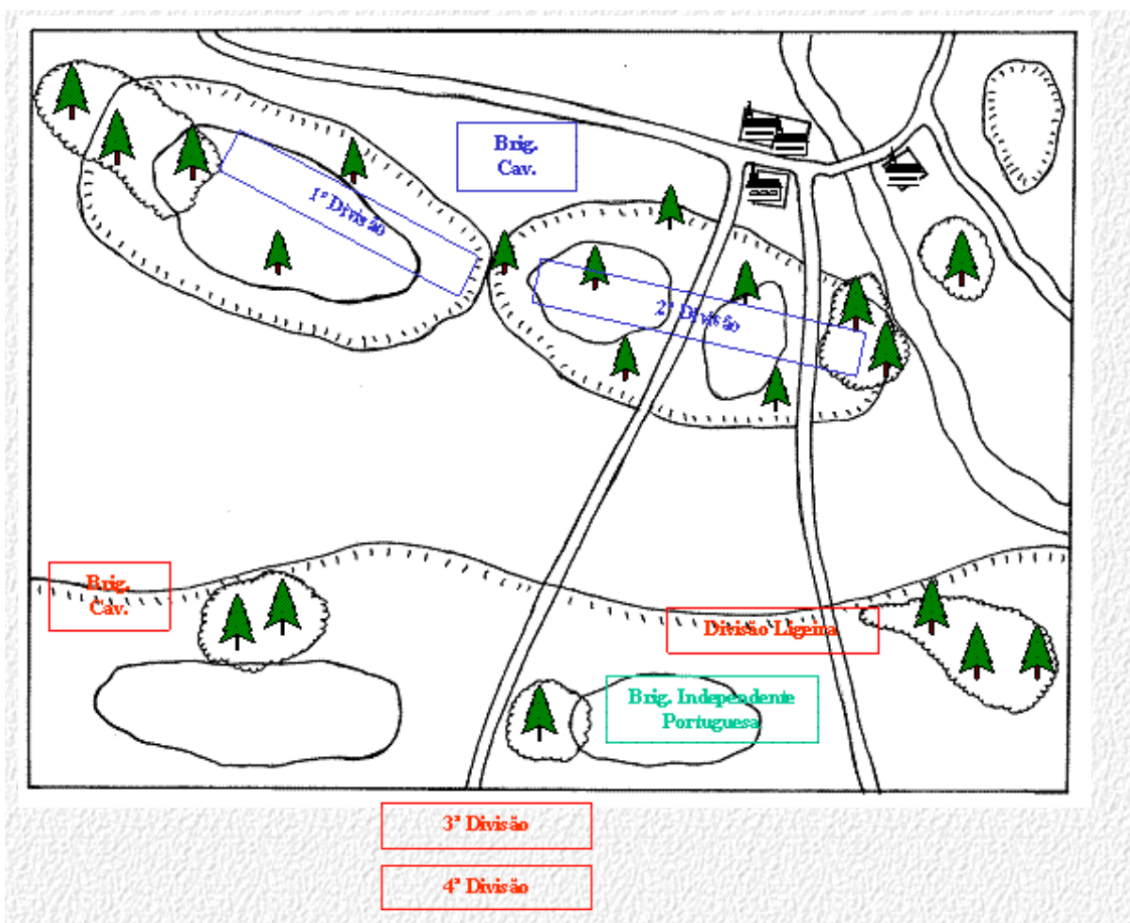 Brig.
Cav.
1ª Divisão
2ª Divisão
Brig.
Cav.
Divisão Ligeira
Brig. Independente
Portuguesa
3ª Divisão
4ª Divisão